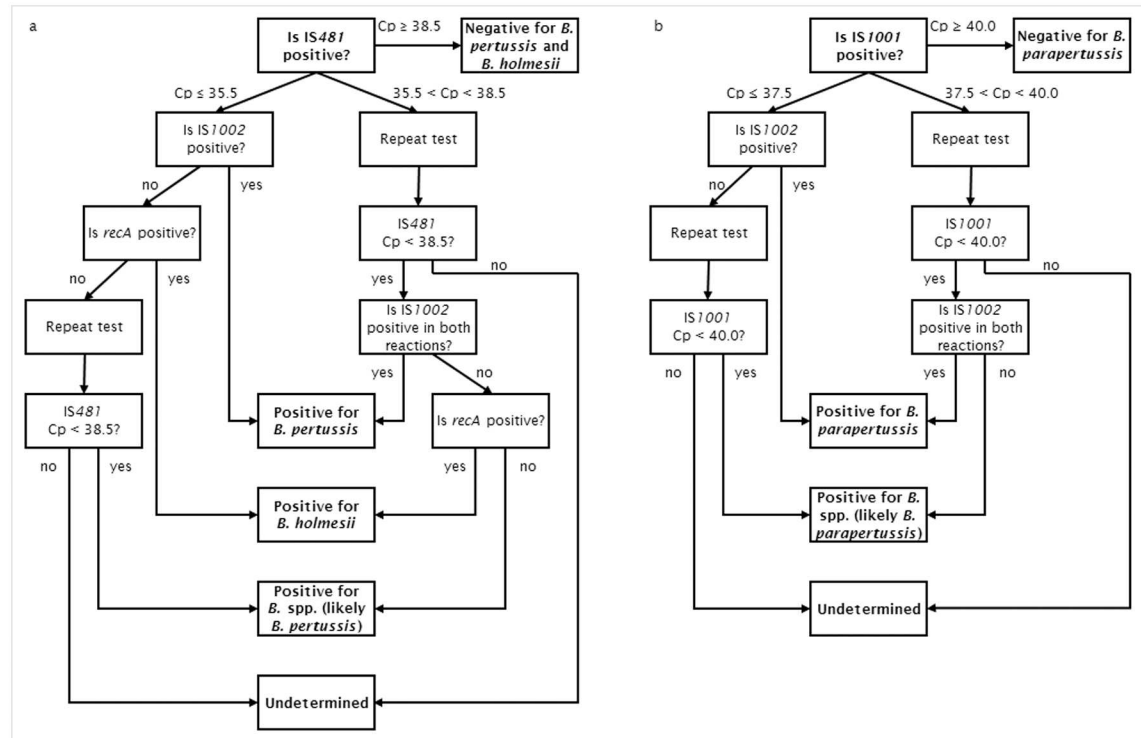 a
Is IS481
positive?
Cp ≥ 38.5
Negative for B.
pertussis and
B. holmesii
Cp ≤ 35.5
35.5 < Cp < 38.5
Is IS1002
positive?
Repeat test
no
yes
Is recA positive?
IS481
Cp < 38.5?
no
yes
yes
no
Repeat test
Is IS1002
positive in both
reactions?
yes
no
IS481
Cp < 38.5?
Positive for
B. pertussis
Is recA positive?
no
yes
yes
no
Positive for
B. holmesii
Positive for
B. spp. (likely
B. pertussis)
Undetermined
b
Is IS1001
positive?
Cp ≥ 40.0
Negative for B.
parapertussis
Cp ≤ 37.5
37.5 < Cp < 40.0
Is IS1002
positive?
Repeat test
no
yes
Repeat test
IS1001
Cp < 40.0?
yes
no
IS1001
Cp < 40.0?
Is IS1002
positive in both
reactions?
no
yes
yes
no
Positive for B.
parapertussis
Positive for B.
spp. (likely B.
parapertussis)
Undetermined